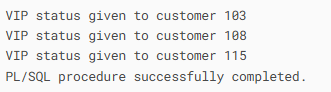 VIP status given to customer 103
VIP status given to customer 108
VIP status given to customer 115
PL/SQL procedure successfully completed.